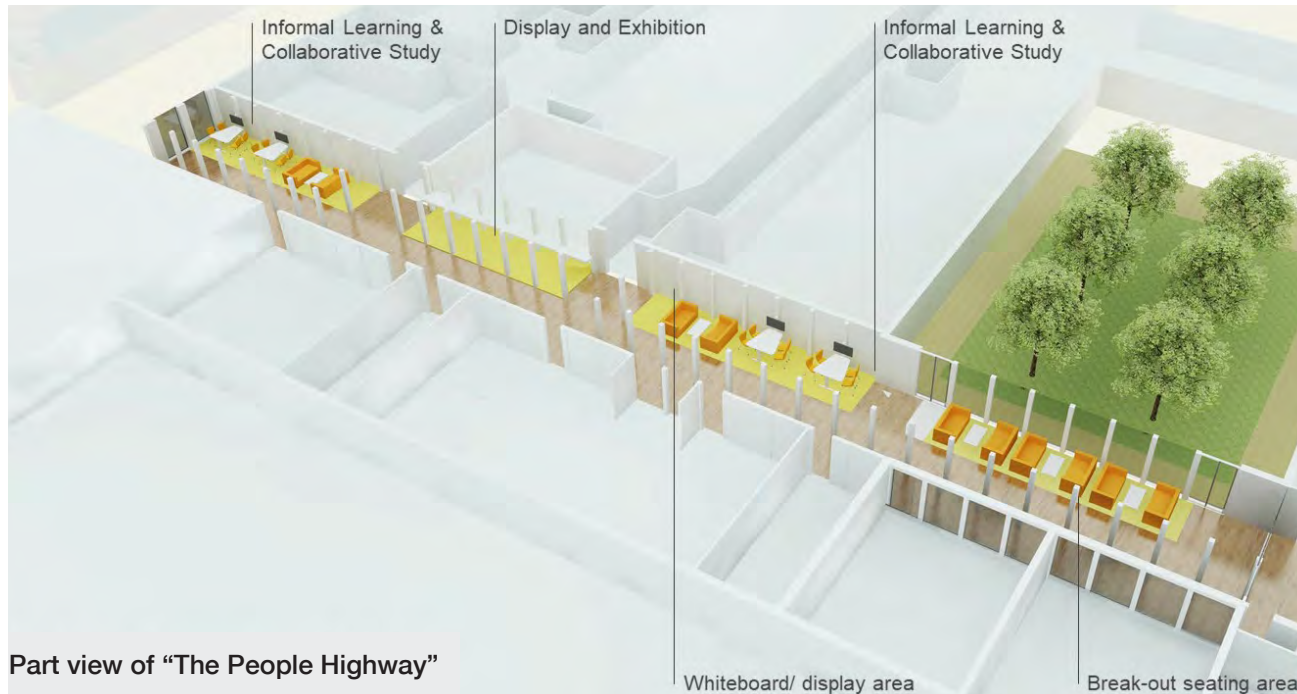 Informal Learning &
Collaborative Study
Display and Exhibition
Informal Learning &
Collaborative Study
Part view of “The People Highway”
Whiteboard/ display area
Break-out seating area